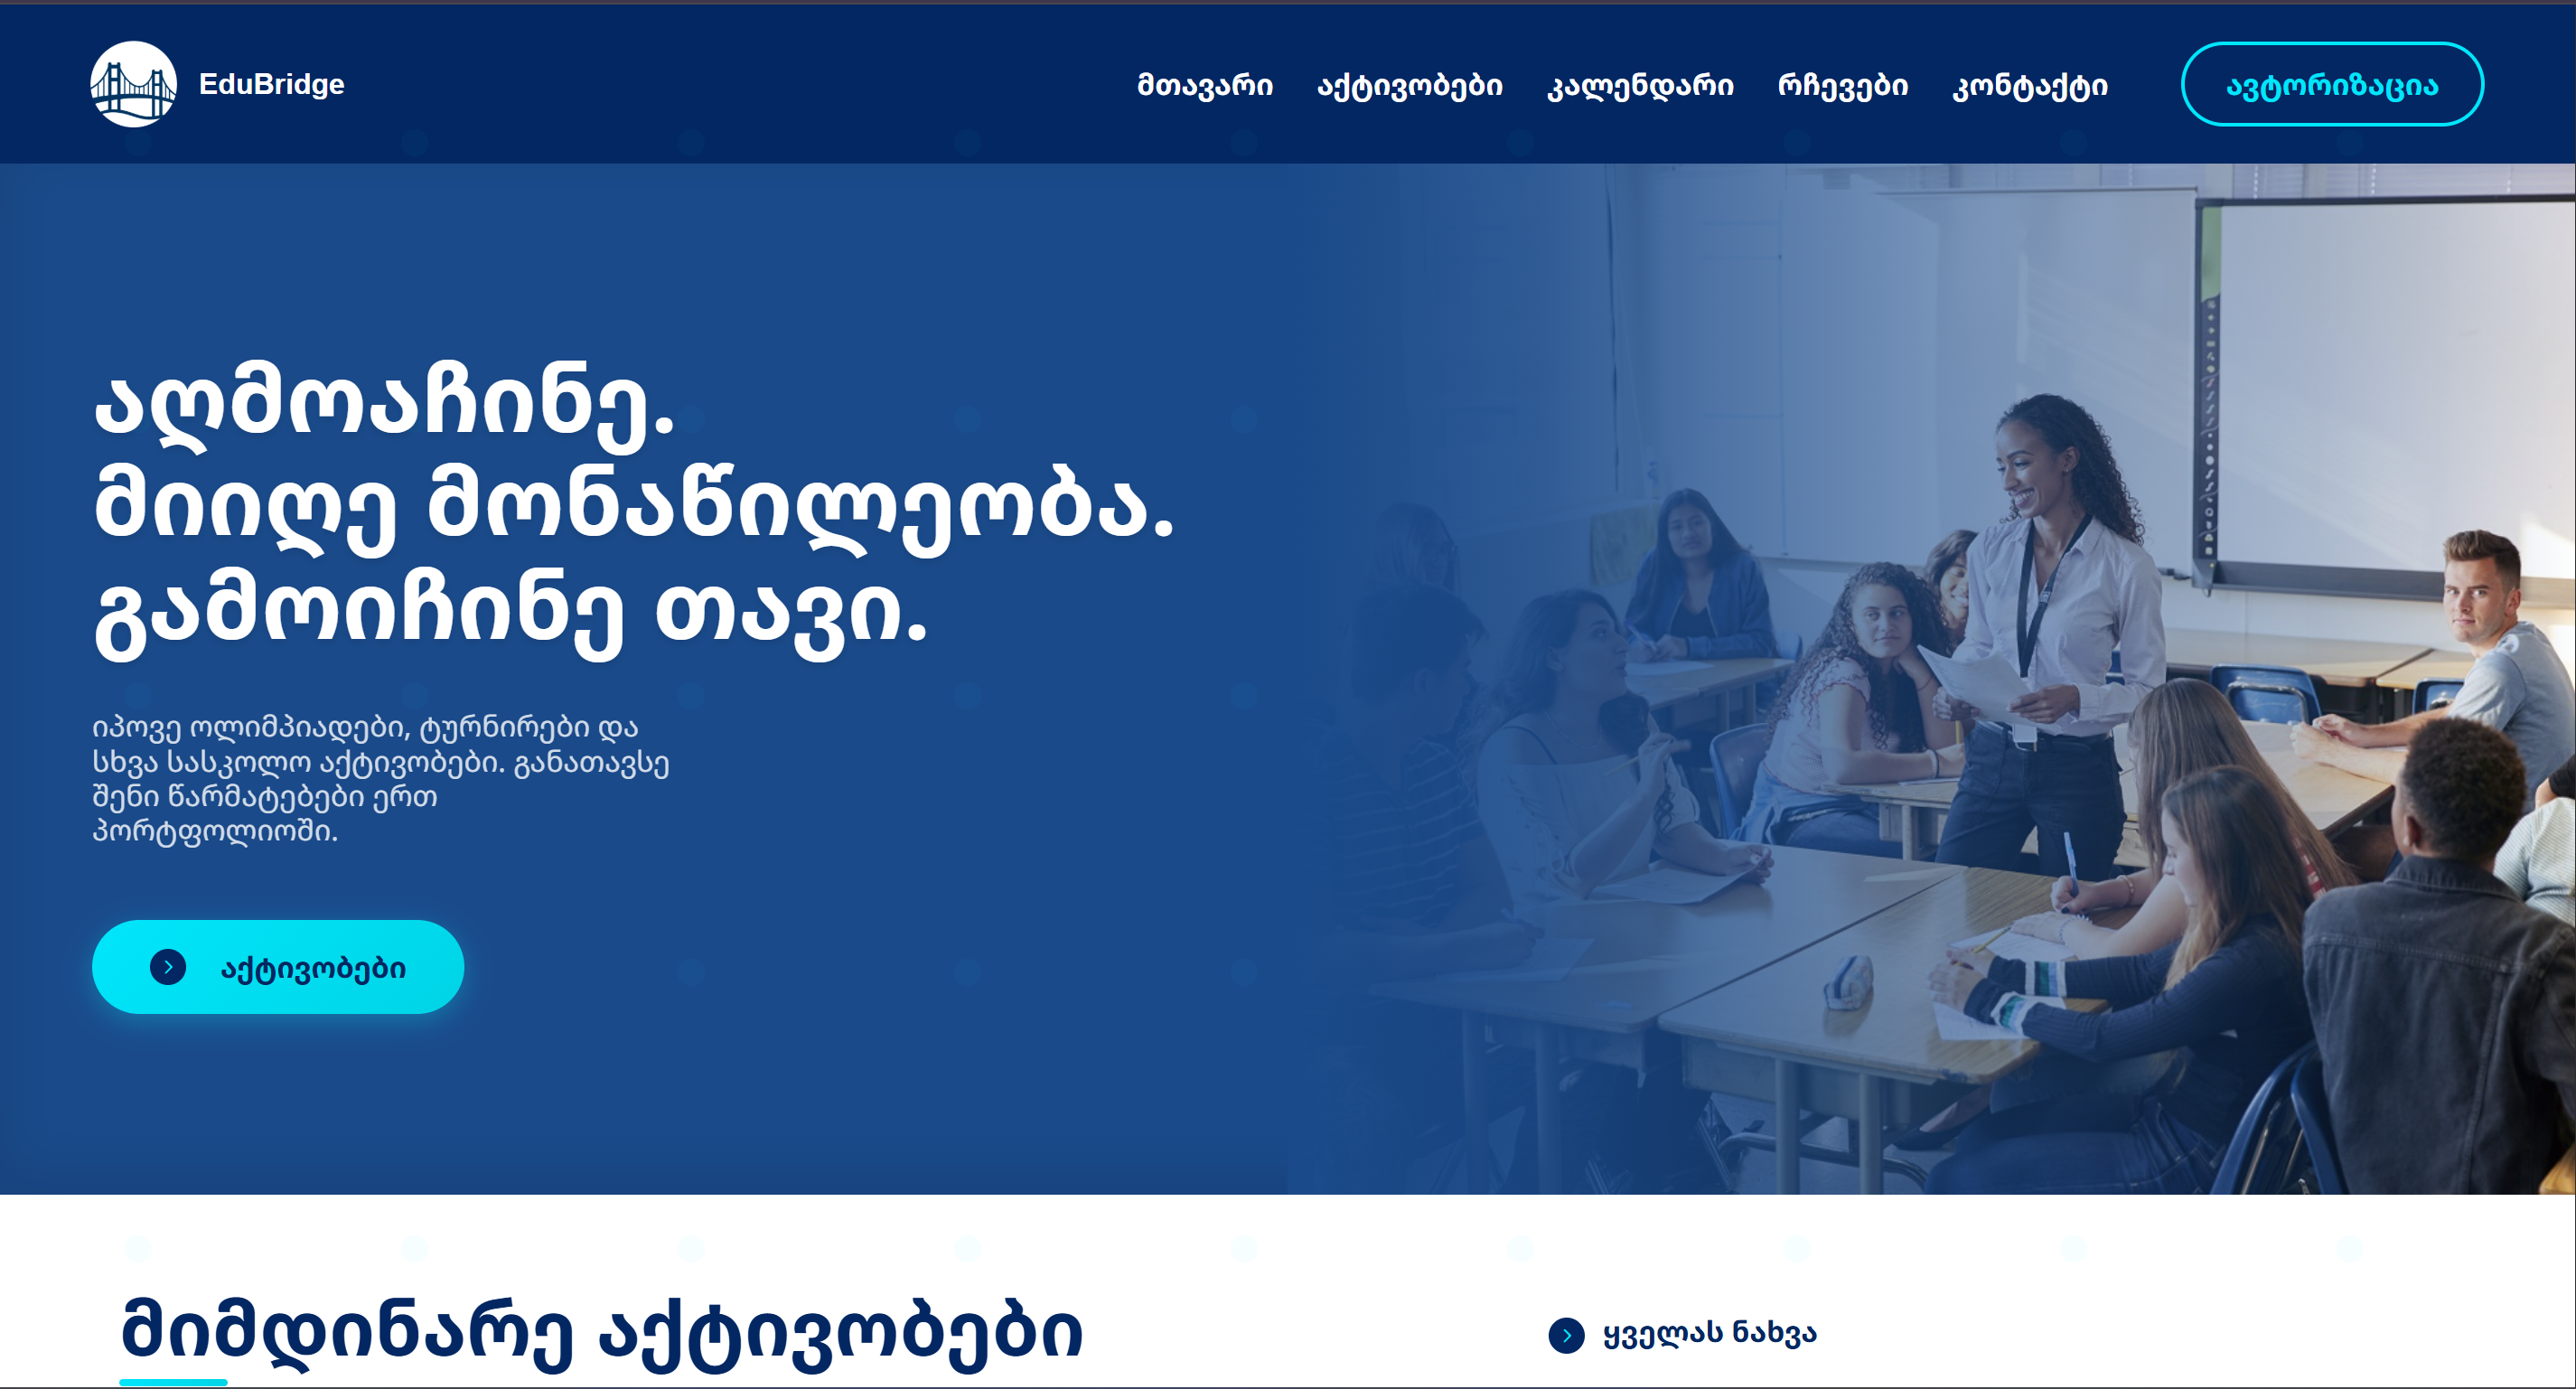 EduBridge
მთავარი
აქტივობები
კალენდარი
რჩევები
კონტაქტი
ავტორიზაცია
აღმოაჩინე.
მიიღე მონაწილეობა.
გამოიჩინე თავი.
იპოვე ოლიმპიადები, ტურნირები და
სხვა სასკოლო აქტივობები. განათავსე
შენი წარმატებები ერთ
პორტფოლიოში.
აქტივობები
მიმდინარე აქტივობები
ყველას ნახვა